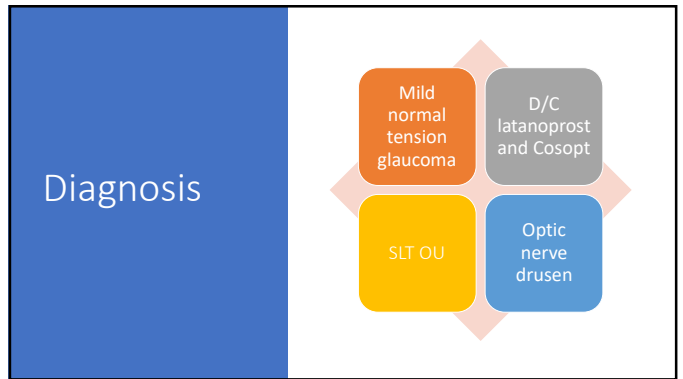 Diagnosis
Mild
normal
tension
glaucoma
D/C
latanoprost
and Cosopt
SLT OU
Optic
nerve
drusen